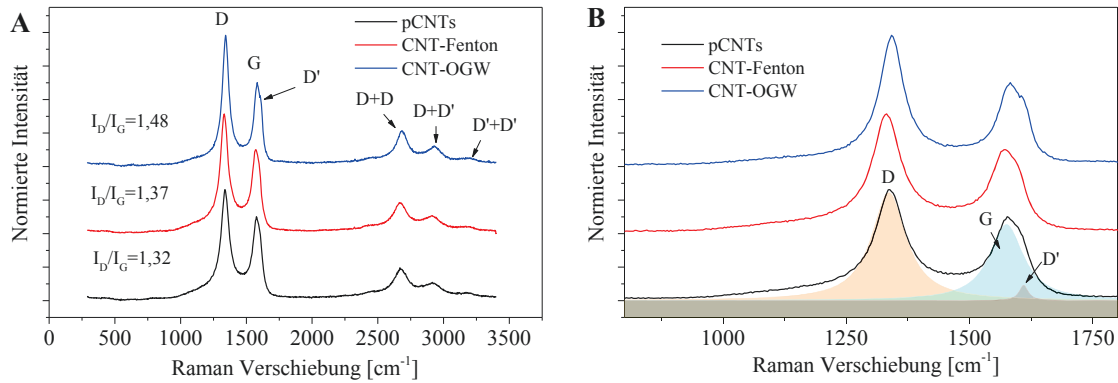 A
D
G
D'
pCNTs
CNT-Fenton
CNT-OGW
D+D
D+D'
D'+D'
I_D/I_G=1,48
I_D/I_G=1,37
I_D/I_G=1,32
Normierte Intensität
0 500 1000 1500 2000 2500 3000 3500
Raman Verschiebung [cm⁻¹]
B
pCNTs
CNT-Fenton
CNT-OGW
D
G
D'
Normierte Intensität
1000 1250 1500 1750
Raman Verschiebung [cm⁻¹]